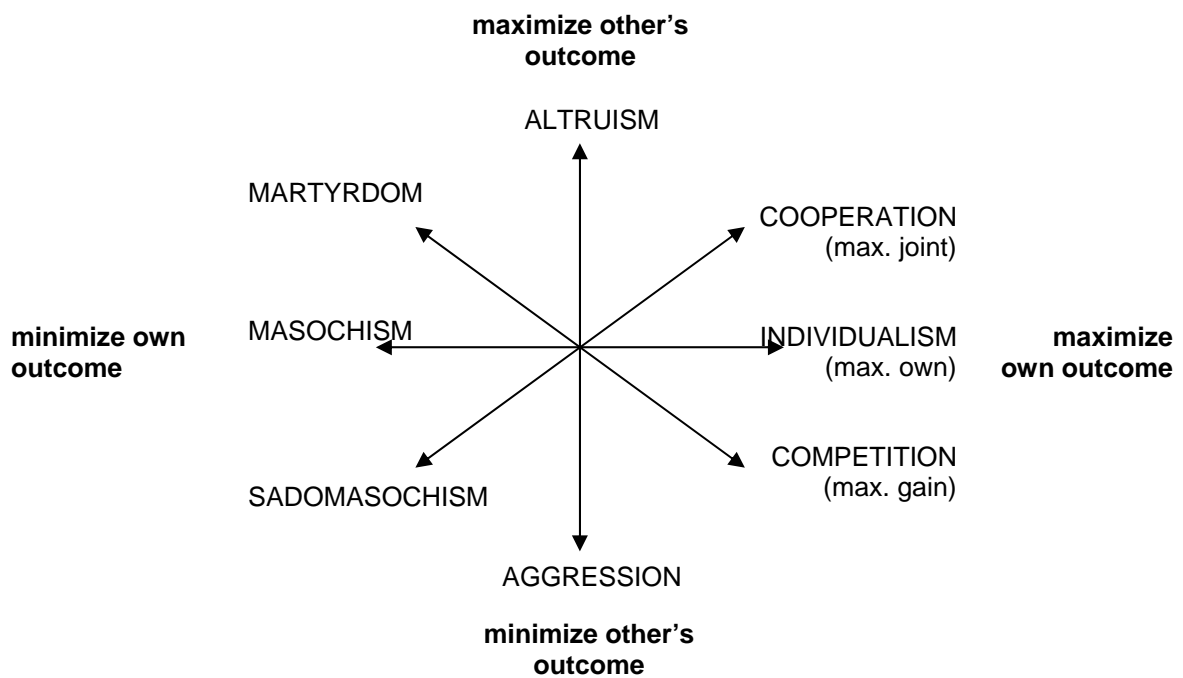 maximize other’s
outcome
ALTRUISM
MARTYRDOM
COOPERATION
(max. joint)
minimize own
outcome
MASOCHISM
INDIVIDUALISM
(max. own)
maximize
own outcome
SADOMASOCHISM
COMPETITION
(max. gain)
AGGRESSION
minimize other’s
outcome